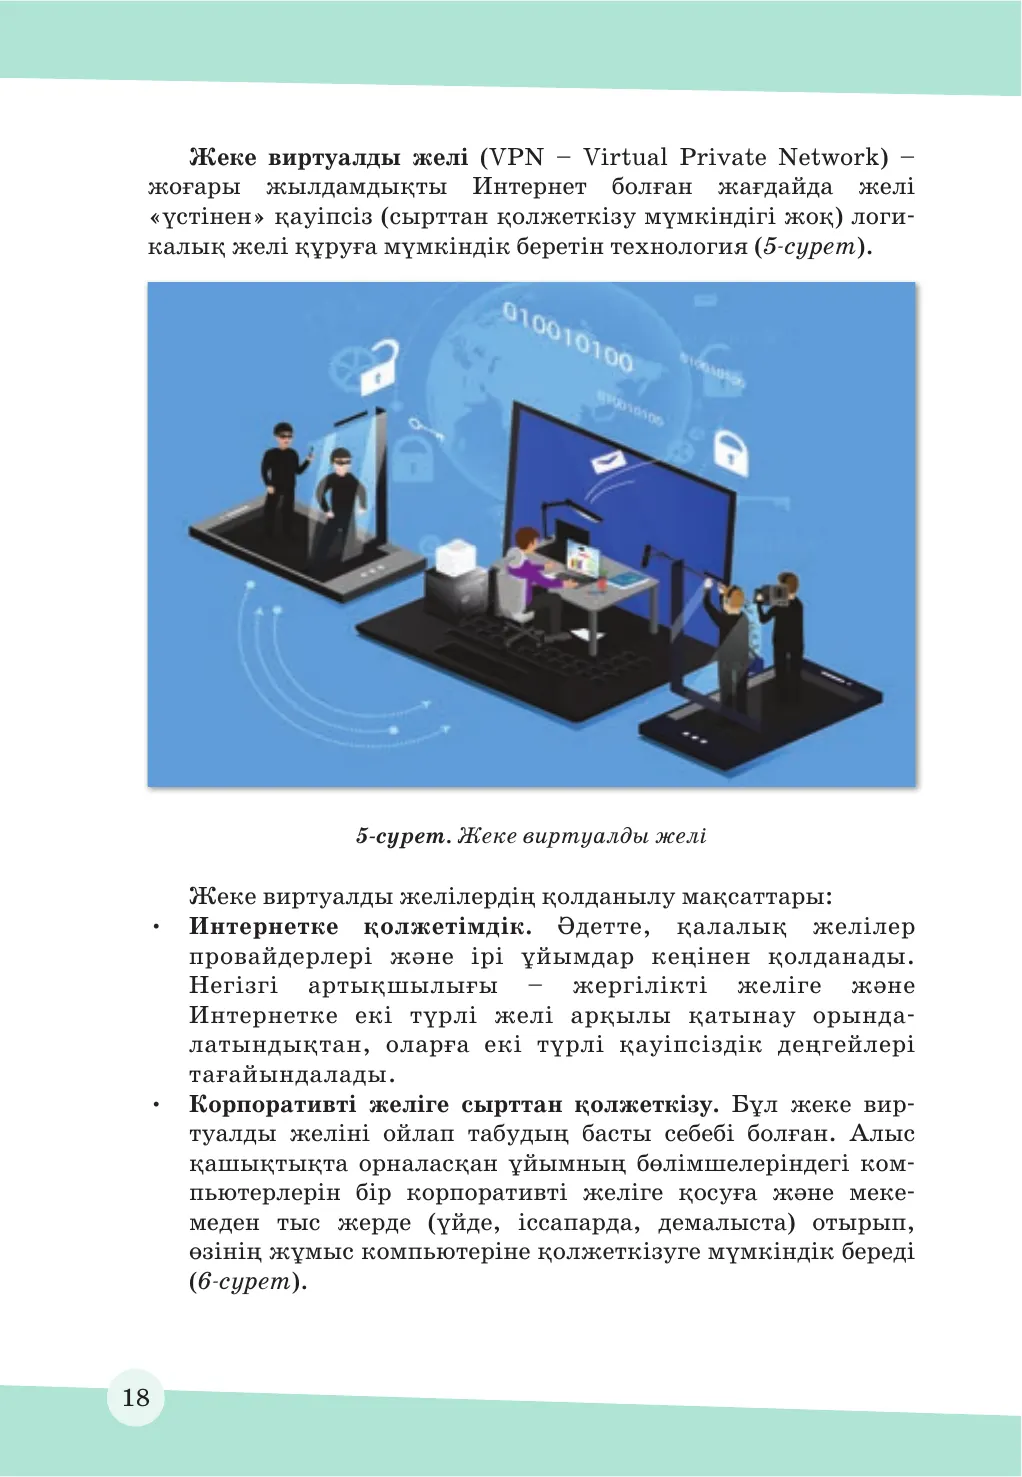 Жеке виртуалды желі (VPN – Virtual Private Network) –
жоғары жылдамдықты Интернет болған жағдайда желі
«үстінен» қауіпсіз (сырттан қолжеткізу мүмкіндігі жоқ) логи-
калық желі құруға мүмкіндік беретін технология (5-сурет).
010010100
010010100
010010100
5-сурет. Жеке виртуалды желі
Жеке виртуалды желілердің қолданылу мақсаттары:
• Интернетке қолжетімдік. Әдетте, қалалық желілер
провайдерлері және ірі ұйымдар кеңінен қолданады.
Негізгі артықшылығы – жергілікті желіге және
Интернетке екі түрлі желі арқылы қатынау орында-
латындықтан, оларға екі түрлі қауіпсіздік деңгейлері
тағайындалады.
• Корпоративті желіге сырттан қолжеткізу. Бұл жеке вир-
туалды желіні ойлап табудың басты себебі болған. Алыс
қашықтықта орналасқан ұйымның бөлімшелеріндегі ком-
пьютерлерін бір корпоративті желіге қосуға және меке-
меден тыс жерде (үйде, іссапарда, демалыста) отырып,
өзінің жұмыс компьютеріне қолжеткізуге мүмкіндік береді
(6-сурет).
18